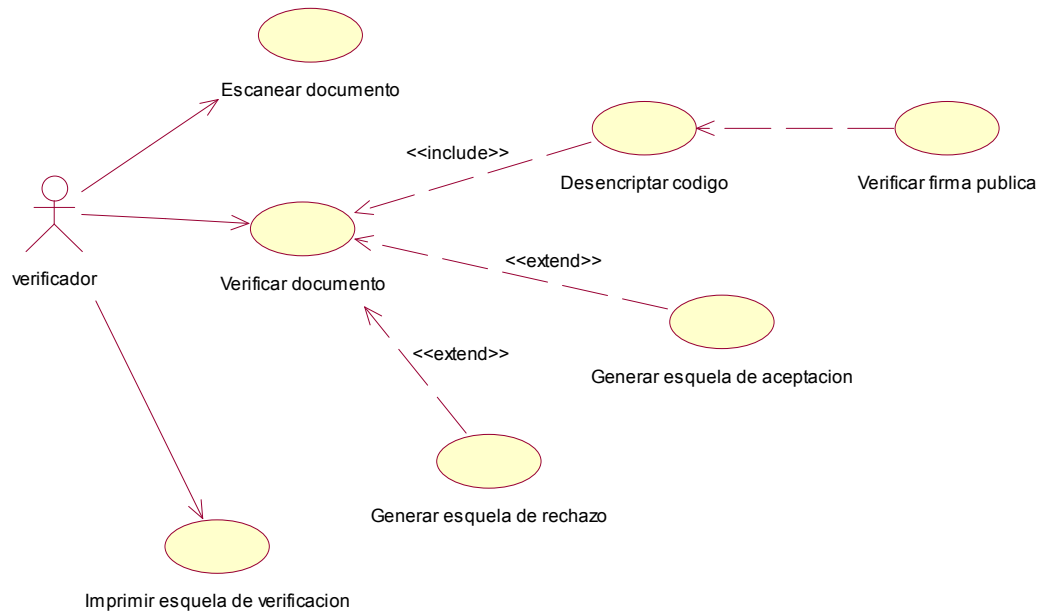 Escanear documento
<<include>>
Desencriptar codigo
Verificar firma publica
verificador
Verificar documento
<<extend>>
Generar esquela de aceptacion
<<extend>>
Generar esquela de rechazo
Imprimir esquela de verificacion